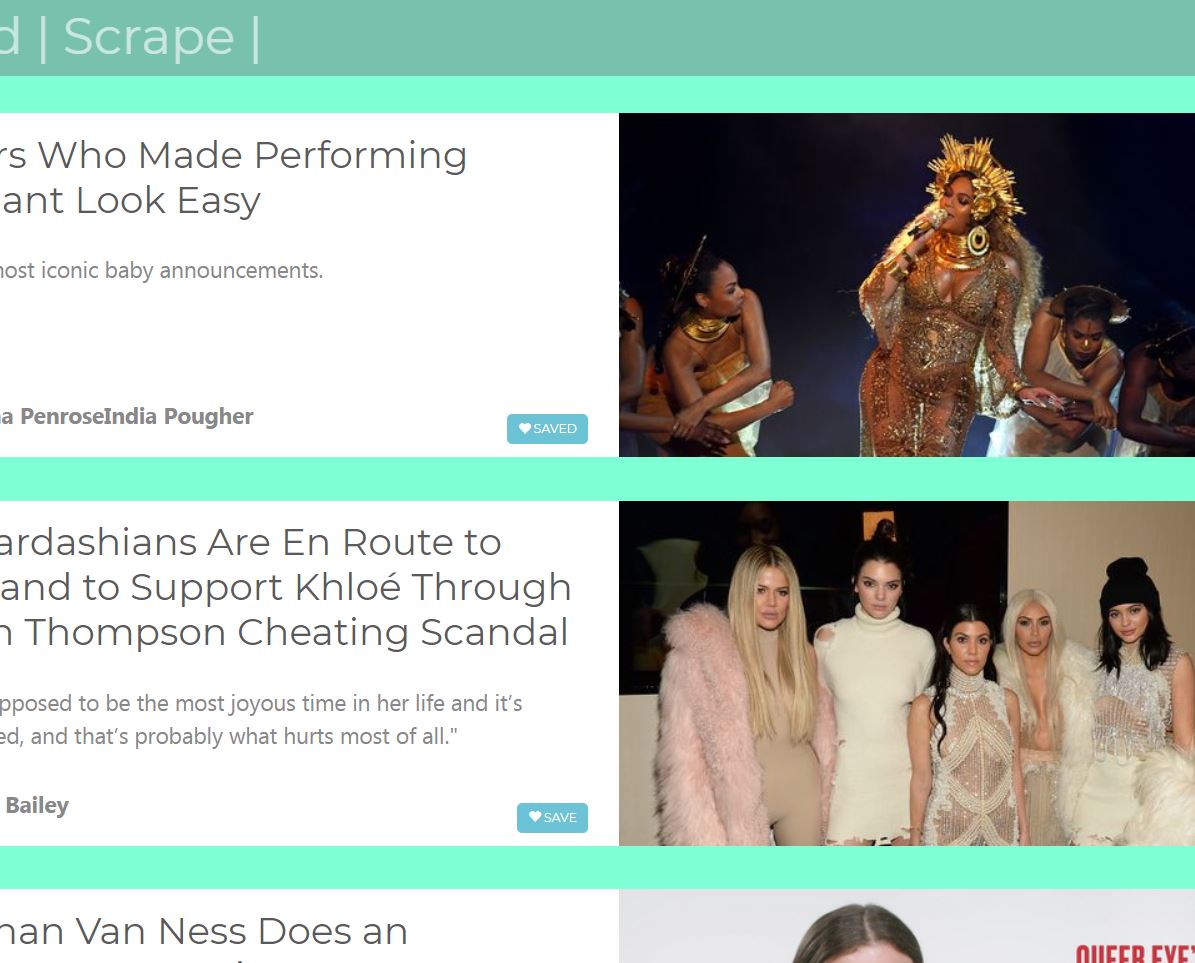 d | Scrape |
rs Who Made Performing
ant Look Easy
nost iconic baby announcements.
na PenroseIndia Pougher
SAVED
ardashians Are En Route to
and to Support Khloé Through
n Thompson Cheating Scandal
pposed to be the most joyous time in her life and it’s
ed, and that’s probably what hurts most of all."
Bailey
SAVE
han Van Ness Does an
QUEER EYE'